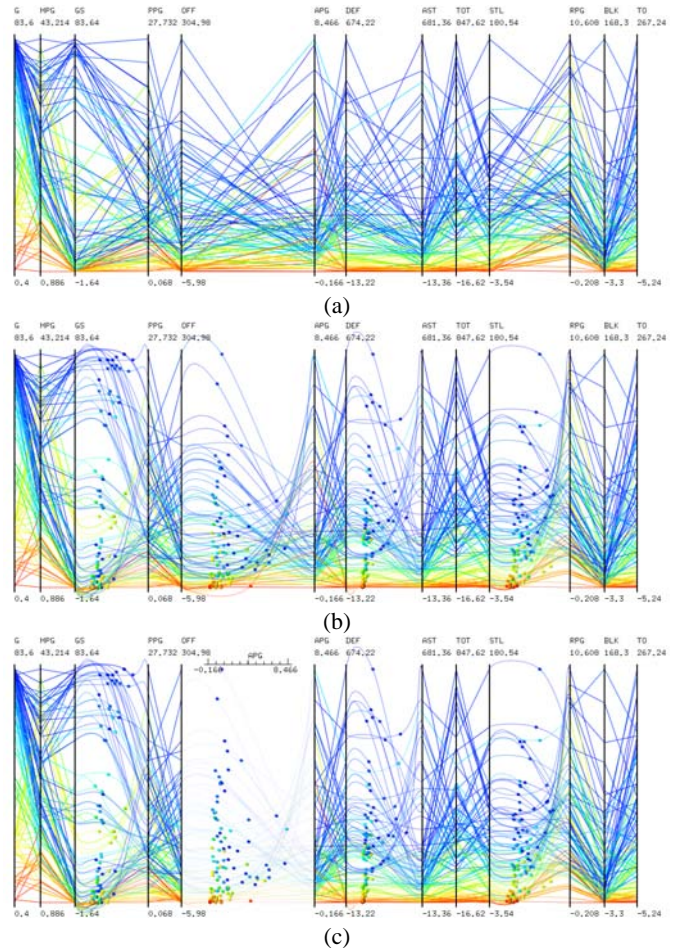 G MPG GS PPG OFF APG DEF AST TOT STL RPG BLK TO
83.6 43.214 83.64 27.732 304.98 8.466 674.22 681.36 847.62 180.54 10.608 168.3 267.24
0.4 0.886 -1.64 0.068 -5.98 -0.166 -13.22 -13.36 -16.62 -3.54 -0.208 -3.3 -5.24
(a)
G MPG GS PPG OFF APG DEF AST TOT STL RPG BLK TO
83.6 43.214 83.64 27.732 304.98 8.466 674.22 681.36 847.62 180.54 10.608 168.3 267.24
0.4 0.886 -1.64 0.068 -5.98 -0.166 -13.22 -13.36 -16.62 -3.54 -0.208 -3.3 -5.24
(b)
G MPG GS PPG OFF APG DEF AST TOT STL RPG BLK TO
83.6 43.214 83.64 27.732 304.98 8.466 674.22 681.36 847.62 180.54 10.608 168.3 267.24
APG
-0.166 8.466
0.4 0.886 -1.64 0.068 -5.98 -0.166 -13.22 -13.36 -16.62 -3.54 -0.208 -3.3 -5.24
(c)